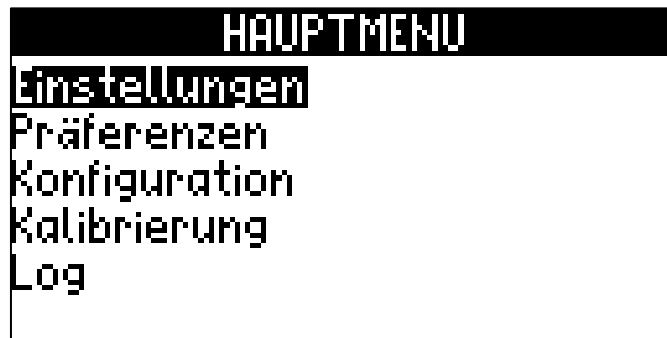 HAUPTMENU
Einstellungen
Präferenzen
Konfiguration
Kalibrierung
Log